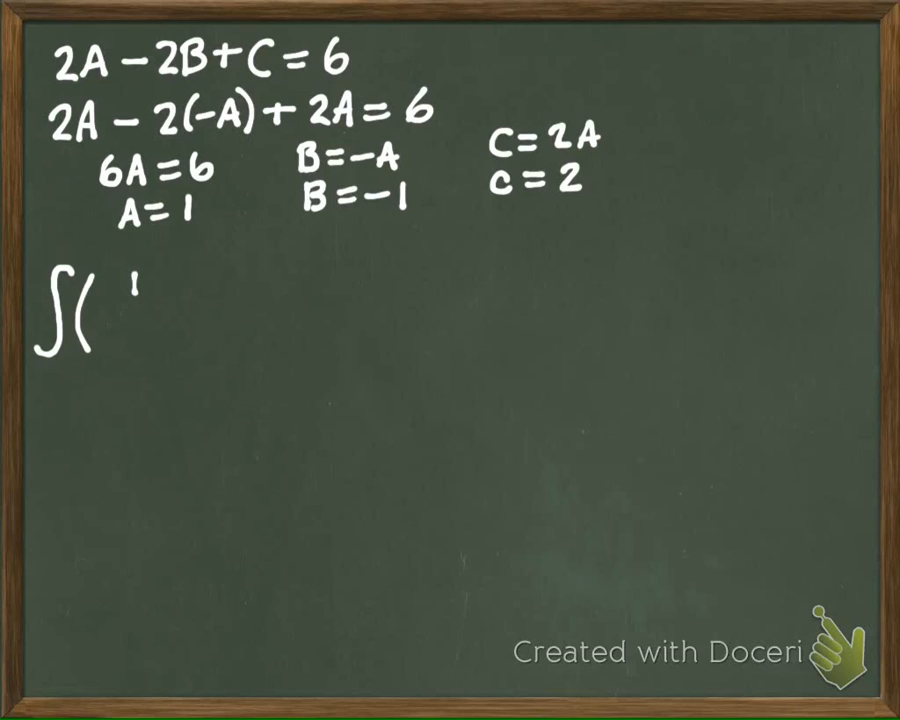 2A - 2B + C = 6
2A - 2(-A) + 2A = 6
6A = 6 B = -A C = 2A
A = 1 B = -1 c = 2
∫( 1
Created with Doceri